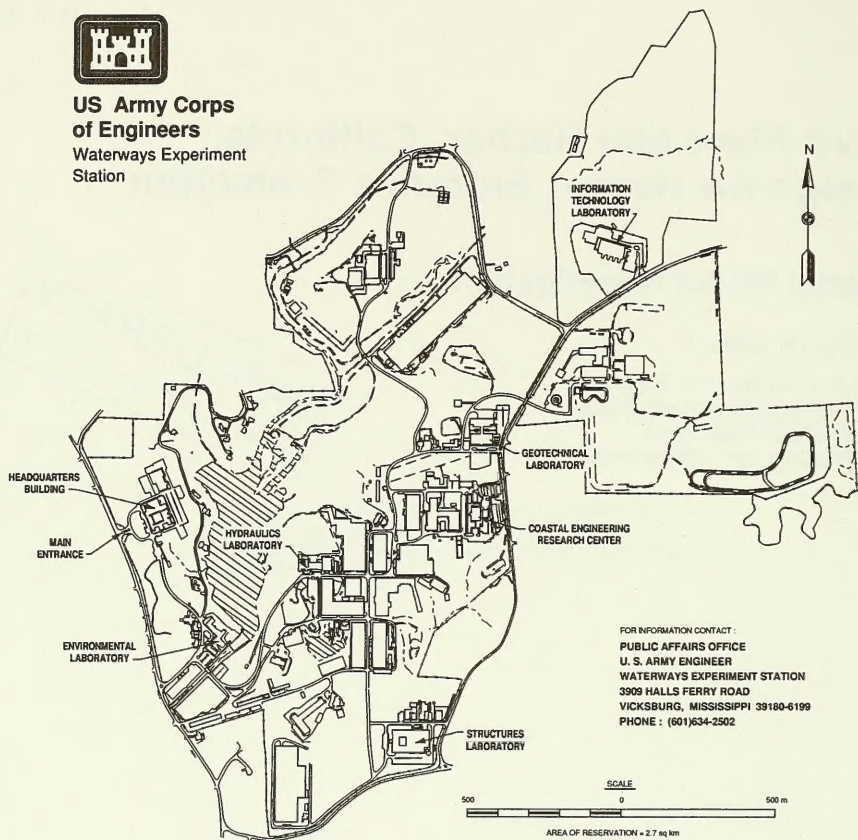 US Army Corps
of Engineers
Waterways Experiment
Station
N
INFORMATION
TECHNOLOGY
LABORATORY
GEOTECHNICAL
LABORATORY
HEADQUARTERS
BUILDING
MAIN
ENTRANCE
HYDRAULICS
LABORATORY
COASTAL ENGINEERING
RESEARCH CENTER
ENVIRONMENTAL
LABORATORY
STRUCTURES
LABORATORY
FOR INFORMATION CONTACT :
PUBLIC AFFAIRS OFFICE
U. S. ARMY ENGINEER
WATERWAYS EXPERIMENT STATION
3909 HALLS FERRY ROAD
VICKSBURG, MISSISSIPPI 39180-6199
PHONE : (601)634-2502
SCALE
500 0 500 m
AREA OF RESERVATION = 2.7 sq km